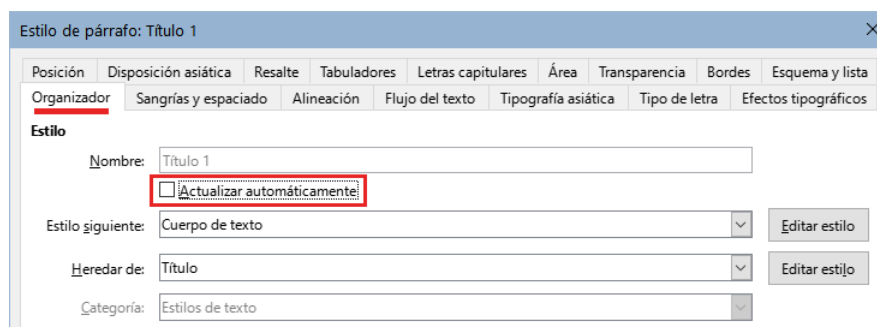 Estilo de párrafo: Título 1
Posición Disposición asiática Resalte Tabuladores Letras capitulares Área Transparencia Bordes Esquema y lista
Organizador Sangrías y espaciado Alineación Flujo del texto Tipografía asiática Tipo de letra Efectos tipográficos
Estilo
Nombre: Título 1
Actualizar automáticamente
Estilo siguiente: Cuerpo de texto Editar estilo
Heredar de: Título Editar estilo
Categoría: Estilos de texto